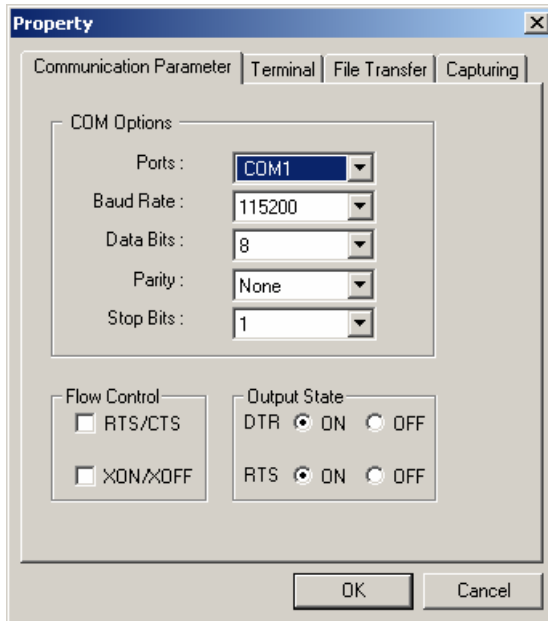 Property
Communication Parameter Terminal File Transfer Capturing
COM Options
Ports : COM1
Baud Rate : 115200
Data Bits : 8
Parity : None
Stop Bits : 1
Flow Control
RTS/CTS
XON/XOFF
Output State
DTR ON OFF
RTS ON OFF
OK Cancel